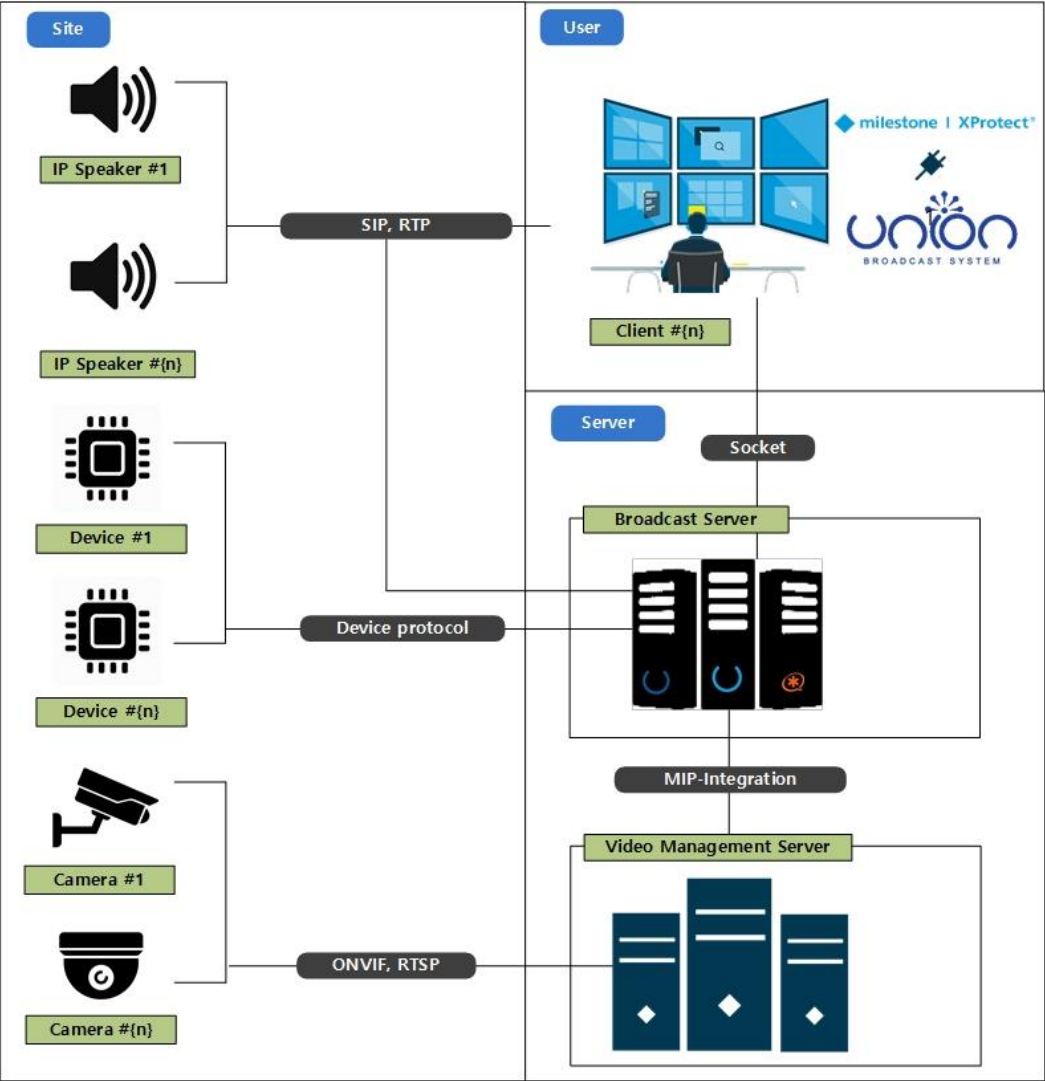 Site
IP Speaker #1
IP Speaker #{n}
Device #1
Device #{n}
Camera #1
Camera #{n}
SIP, RTP
Device protocol
ONVIF, RTSP
User
milestone | XProtect®
union
BROADCAST SYSTEM
Client #{n}
Server
Socket
Broadcast Server
MIP-Integration
Video Management Server